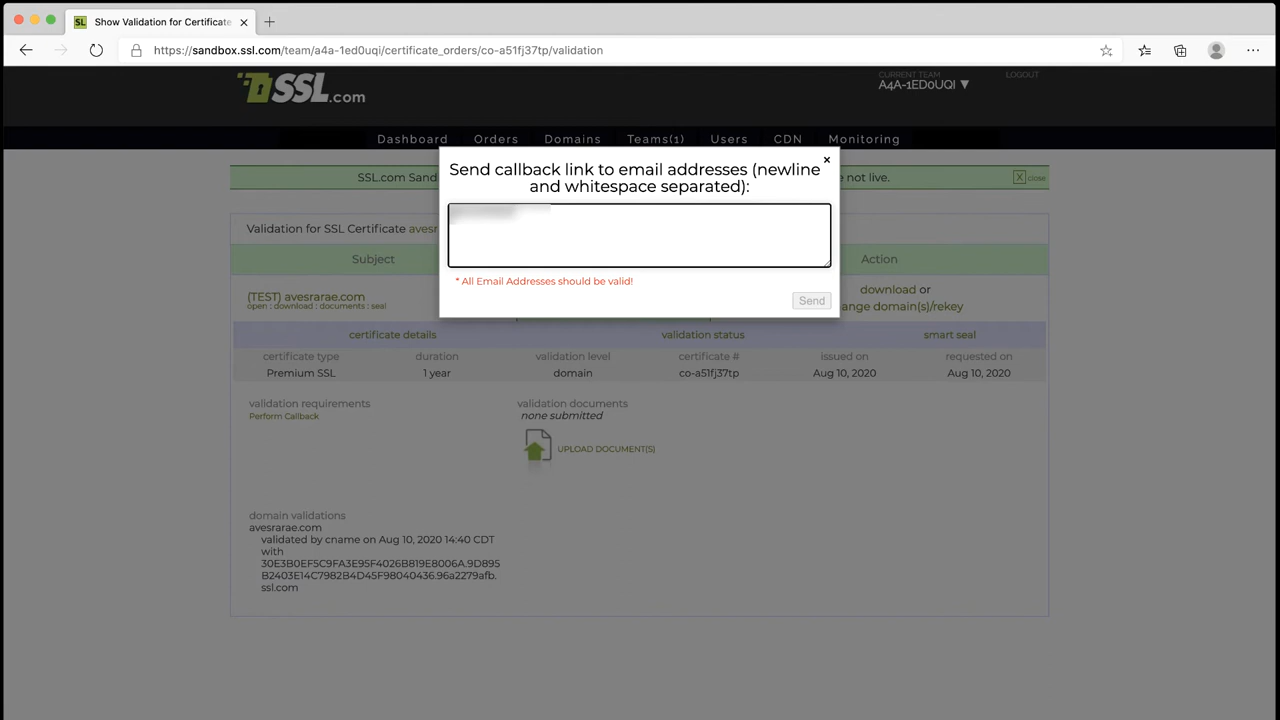 Show Validation for Certificate
https://sandbox.ssl.com/team/a4a-1ed0uqi/certificate_orders/co-a51fj37tp/validation
SSL.com
CURRENT TEAM
A4A-1ED0UQI ▼
LOGOUT
Dashboard Orders Domains Teams(1) Users CDN Monitoring
SSL.com Sand
e not live.
X close
Send callback link to email addresses (newline
and whitespace separated):
×
* All Email Addresses should be valid!
Send
Validation for SSL Certificate avesr
Subject Action
(TEST) avesrarae.com
open : download : documents : seal
download or
ange domain(s)/rekey
certificate details validation status smart seal
certificate type duration validation level certificate # issued on requested on
Premium SSL 1 year domain co-a51fj37tp Aug 10, 2020 Aug 10, 2020
validation requirements
Perform Callback
validation documents
none submitted
UPLOAD DOCUMENT(S)
domain validations
avesrarae.com
validated by cname on Aug 10, 2020 14:40 CDT
with
30E3B0EF5C9FA3E95F4026B819E8006A.9D895
B2403E14C7982B4D45F98040436.96a2279afb.
ssl.com